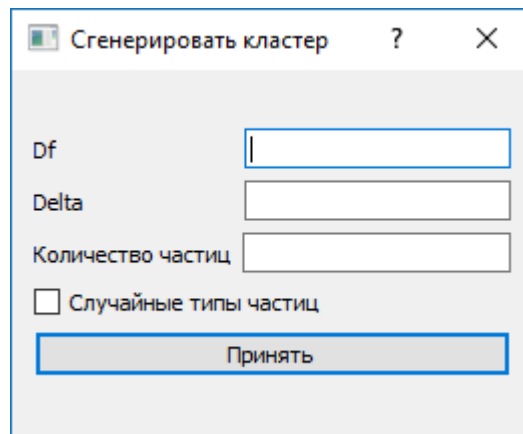 Сгенерировать кластер ?
Df
Delta
Количество частиц
Случайные типы частиц
Принять